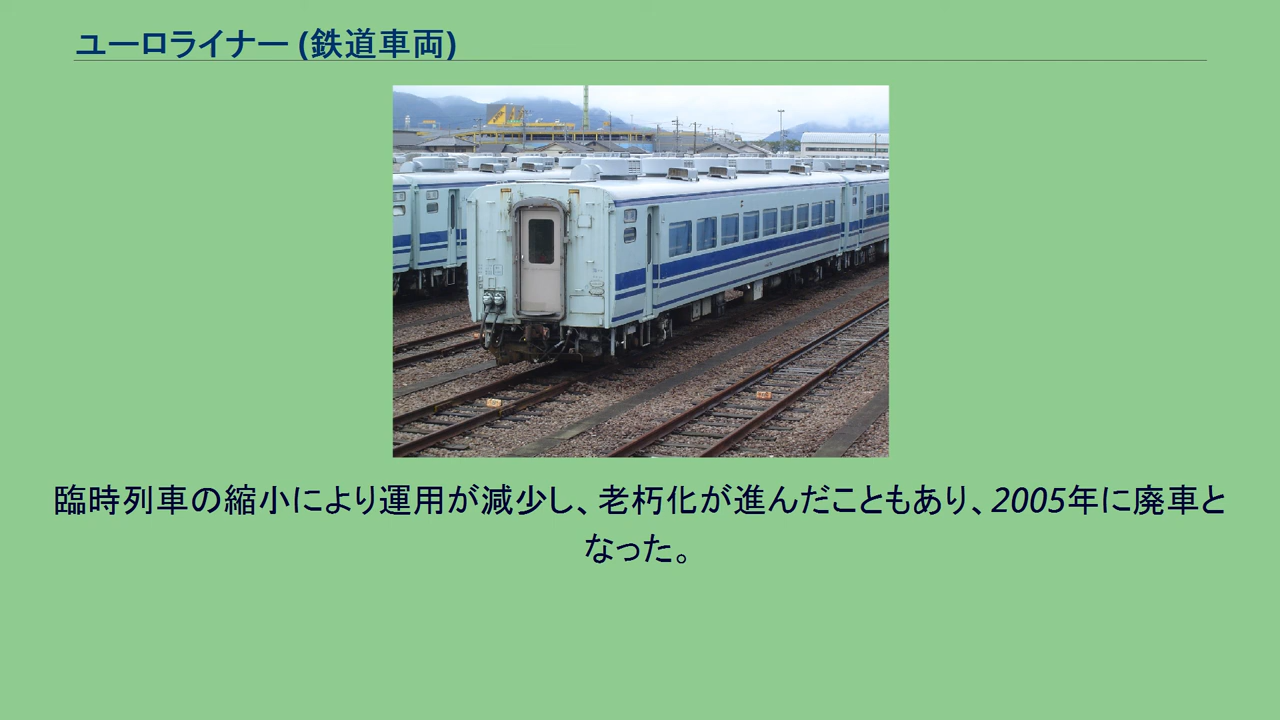 ユーロライナー (鉄道車両)
臨時列車の縮小により運用が減少し、老朽化が進んだこともあり、2005年に廃車と
なった。